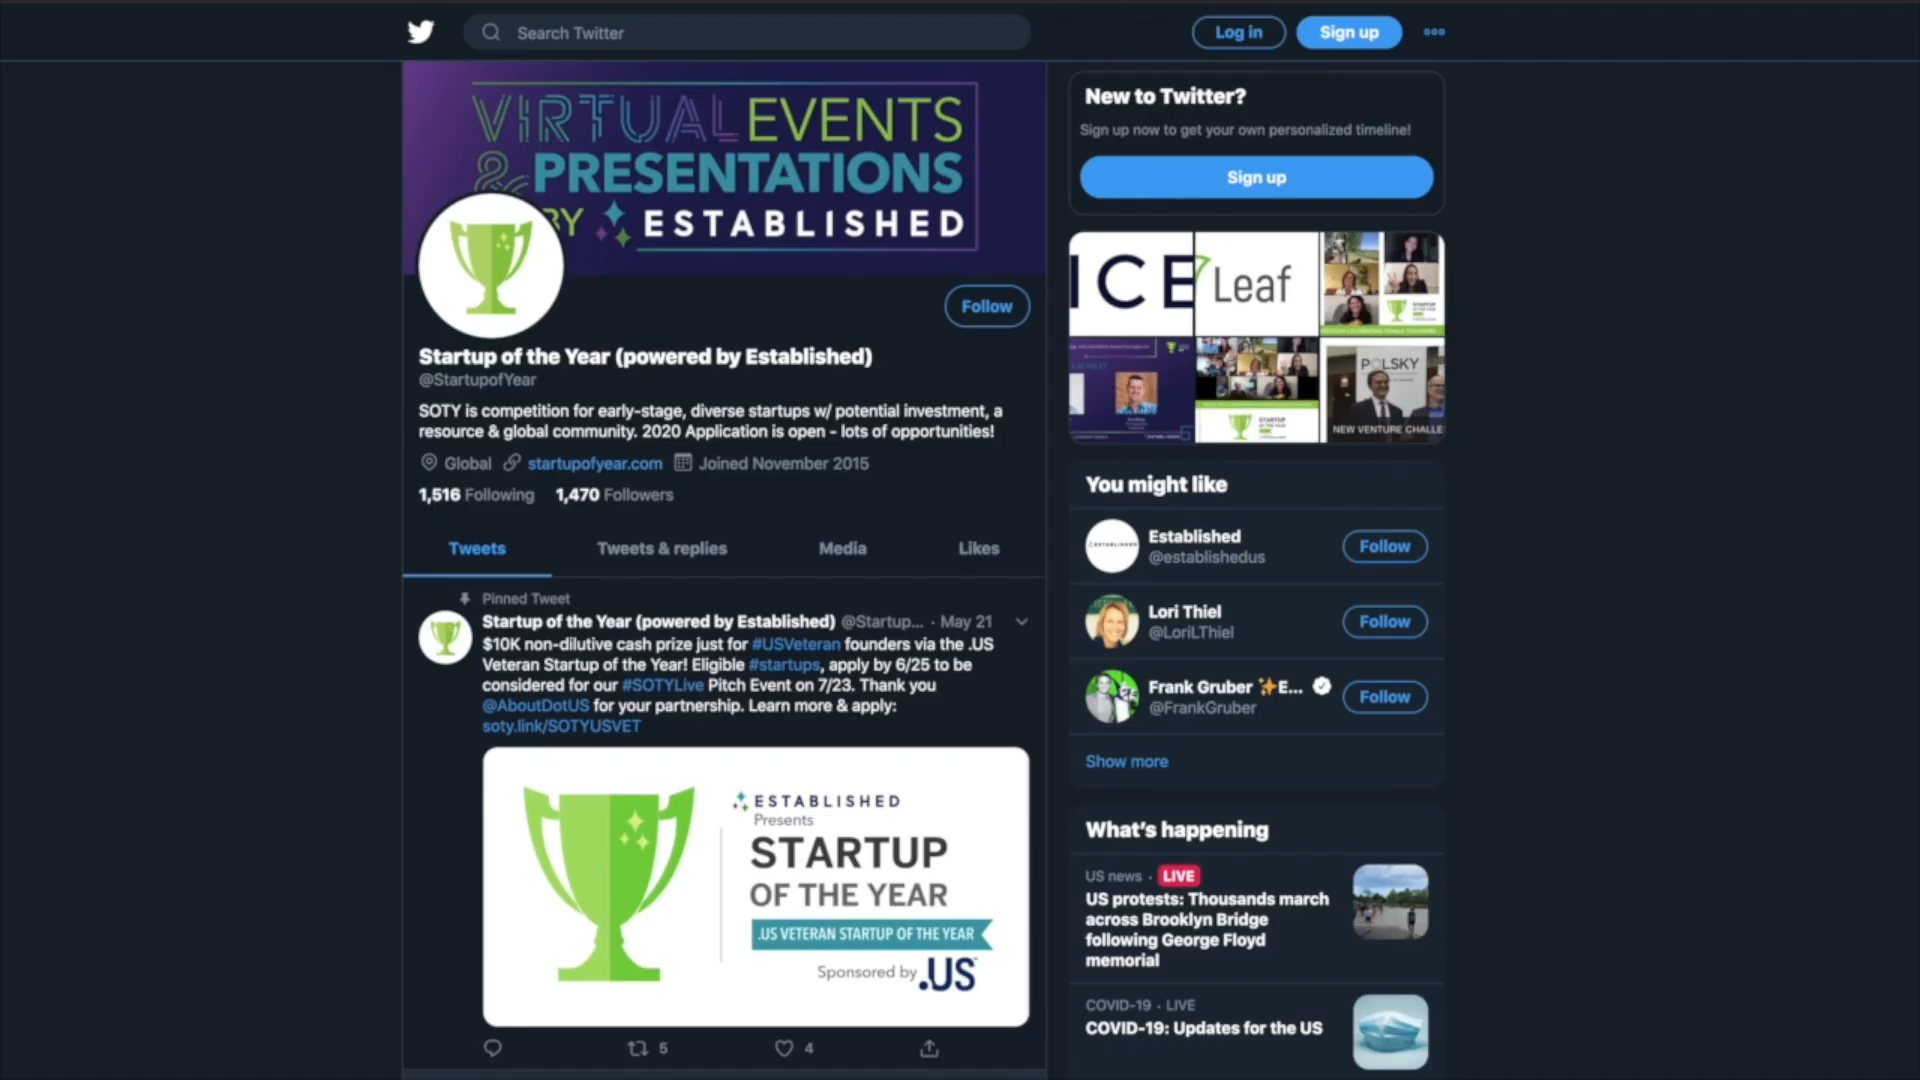 Search Twitter
Log in
Sign up
VIRTUAL EVENTS
& PRESENTATIONS
BY ESTABLISHED
Follow
Startup of the Year (powered by Established)
@StartupofYear
SOTY is competition for early-stage, diverse startups w/ potential investment, a
resource & global community. 2020 Application is open - lots of opportunities!
Global startupofyear.com Joined November 2015
1,516 Following 1,470 Followers
Tweets Tweets & replies Media Likes
Pinned Tweet
Startup of the Year (powered by Established) @Startup... · May 21
$10K non-dilutive cash prize just for #USVeteran founders via the .US
Veteran Startup of the Year! Eligible #startups, apply by 6/25 to be
considered for our #SOTYLive Pitch Event on 7/23. Thank you
@AboutDotUS for your partnership. Learn more & apply:
soty.link/SOTYUSVET
ESTABLISHED
Presents
STARTUP
OF THE YEAR
.US VETERAN STARTUP OF THE YEAR
Sponsored by .US
5
4
New to Twitter?
Sign up now to get your own personalized timeline!
Sign up
ICE
Leaf
STARTUP
OF THE YEAR
POLSKY
NEW VENTURE CHALLE
You might like
ESTABLISHED
Established
@establishedus
Follow
Lori Thiel
@LoriLThiel
Follow
Frank Gruber ✨E...
@FrankGruber
Follow
Show more
What's happening
US news · LIVE
US protests: Thousands march
across Brooklyn Bridge
following George Floyd
memorial
COVID-19 · LIVE
COVID-19: Updates for the US